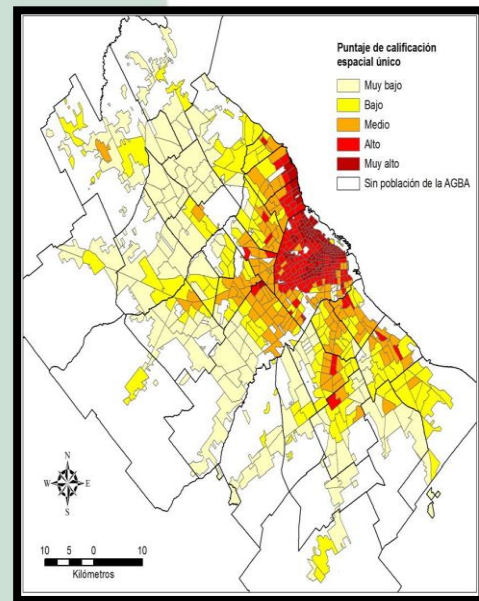 Puntaje de calificación
espacial único
Muy bajo
Bajo
Medio
Alto
Muy alto
Sin población de la AGBA
N
W E
S
10 5 0 10
Kilómetros